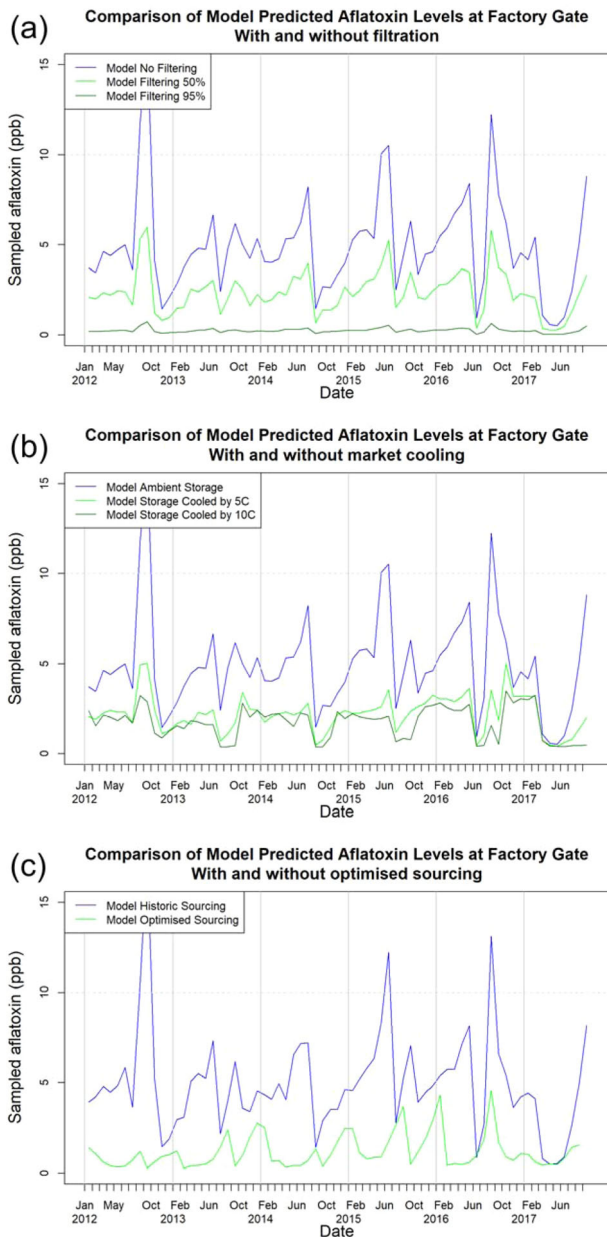 (a)
Comparison of Model Predicted Aflatoxin Levels at Factory Gate
With and without filtration
Model No Filtering
Model Filtering 50%
Model Filtering 95%
Sampled aflatoxin (ppb)
15
10
5
0
Jan May Oct Feb Jun Oct Feb Jun Oct Feb Jun Oct Feb Jun Oct Feb Jun
2012 2013 2014 2015 2016 2017
Date
(b)
Comparison of Model Predicted Aflatoxin Levels at Factory Gate
With and without market cooling
Model Ambient Storage
Model Storage Cooled by 5C
Model Storage Cooled by 10C
Sampled aflatoxin (ppb)
15
10
5
0
Jan May Oct Feb Jun Oct Feb Jun Oct Feb Jun Oct Feb Jun Oct Feb Jun
2012 2013 2014 2015 2016 2017
Date
(c)
Comparison of Model Predicted Aflatoxin Levels at Factory Gate
With and without optimised sourcing
Model Historic Sourcing
Model Optimised Sourcing
Sampled aflatoxin (ppb)
15
10
5
0
Jan May Oct Feb Jun Oct Feb Jun Oct Feb Jun Oct Feb Jun Oct Feb Jun
2012 2013 2014 2015 2016 2017
Date